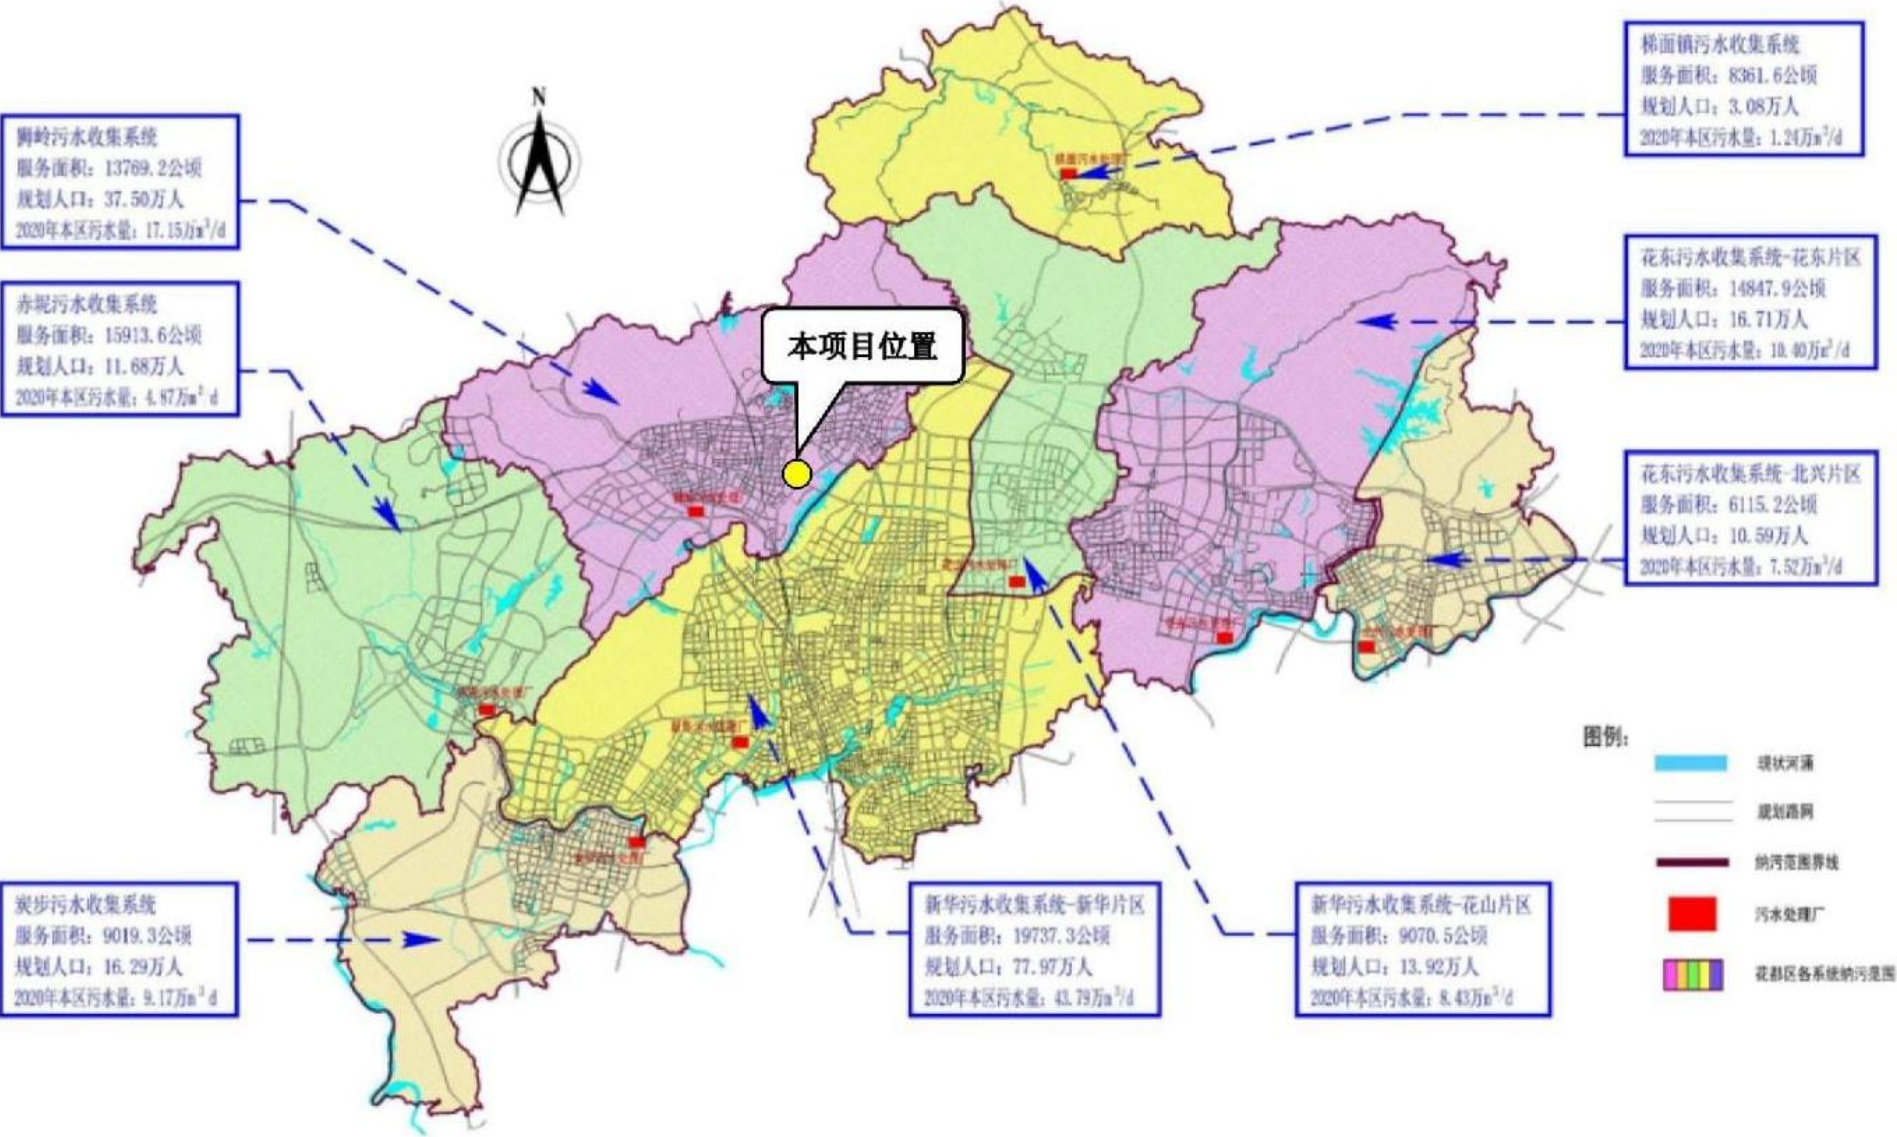 N
梯面镇污水收集系统
服务面积：8361.6公顷
规划人口：3.08万人
2020年本区污水量：1.24万m³/d
狮岭污水收集系统
服务面积：13769.2公顷
规划人口：37.50万人
2020年本区污水量：17.15万m³/d
赤坭污水收集系统
服务面积：15913.6公顷
规划人口：11.68万人
2020年本区污水量：4.87万m³/d
花东污水收集系统-花东片区
服务面积：14847.9公顷
规划人口：16.71万人
2020年本区污水量：10.40万m³/d
本项目位置
花东污水收集系统-北兴片区
服务面积：6115.2公顷
规划人口：10.59万人
2020年本区污水量：7.52万m³/d
梯面污水处理厂
图例：
现状河涌
规划路网
纳污范围界线
污水处理厂
花都区各系统纳污范围
炭步污水收集系统
服务面积：9019.3公顷
规划人口：16.29万人
2020年本区污水量：9.17万m³/d
新华污水收集系统-新华片区
服务面积：19737.3公顷
规划人口：77.97万人
2020年本区污水量：43.79万m³/d
新华污水收集系统-花山片区
服务面积：9070.5公顷
规划人口：13.92万人
2020年本区污水量：8.43万m³/d